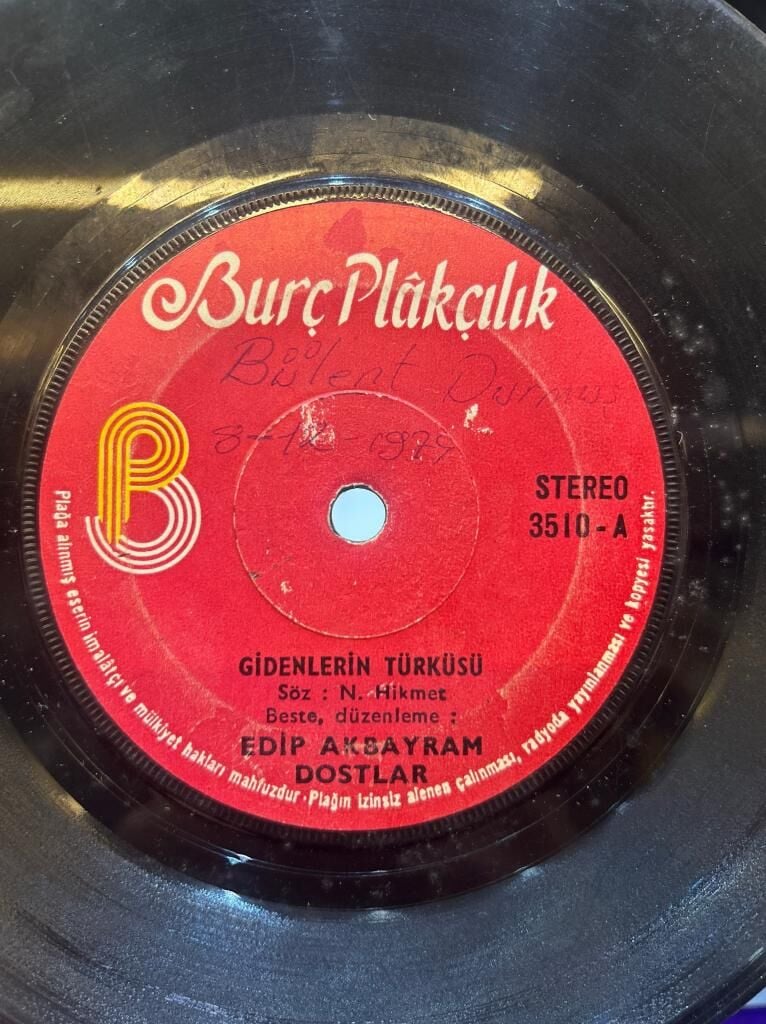 Burç Plâkçılık
Bülent Durmuş
8-IX-1979
B
STEREO
3510-A
GİDENLERİN TÜRKÜSÜ
Söz : N. Hikmet
Beste, düzenleme :
EDİP AKBAYRAM
DOSTLAR
Plağa alınmış eserin imalâtçı ve mülkiyet hakları mahfuzdur · Plağın izinsiz alenen çalınması, radyoda yayınlanması ve kopyesi yasaktır.